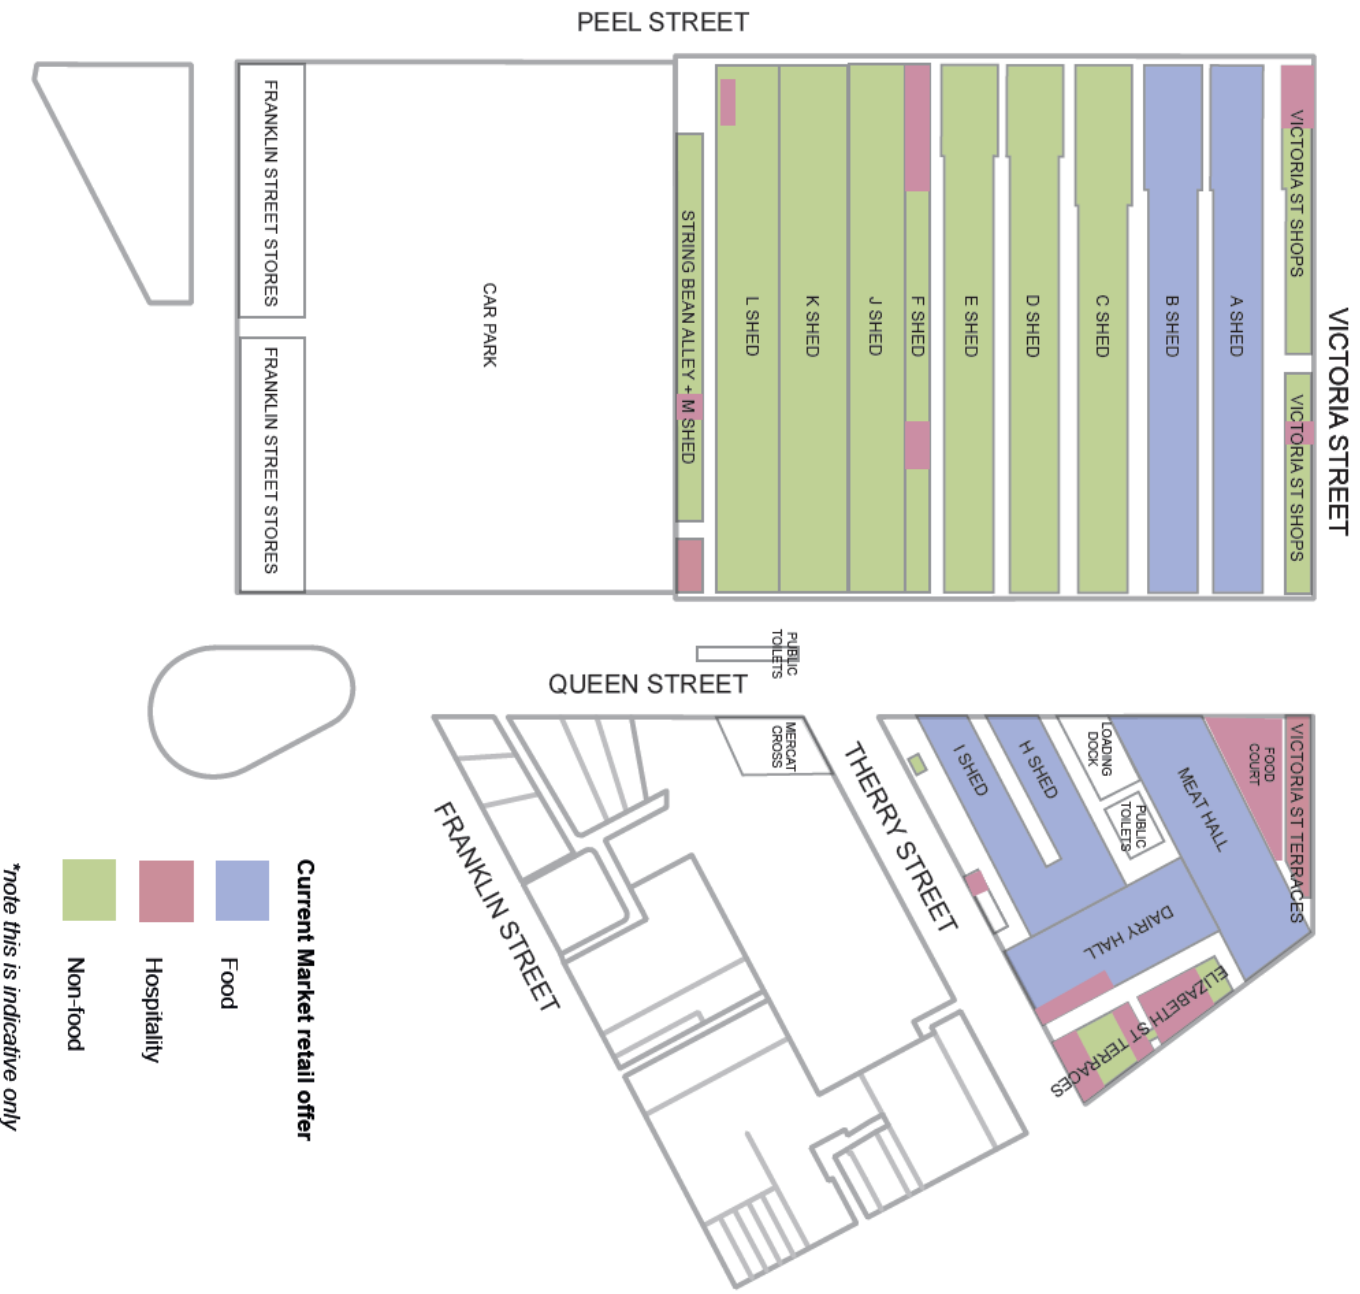 PEEL STREET
FRANKLIN STREET STORES
FRANKLIN STREET STORES
CAR PARK
STRING BEAN ALLEY + M SHED
L SHED
K SHED
J SHED
F SHED
E SHED
D SHED
C SHED
B SHED
A SHED
VICTORIA ST SHOPS
VICTORIA ST SHOPS
VICTORIA STREET
PUBLIC
TOILETS
QUEEN STREET
MERCAT
CROSS
THERRY STREET
FRANKLIN STREET
I SHED
H SHED
LOADING
DOCK
PUBLIC
TOILETS
MEAT HALL
FOOD
COURT
VICTORIA ST TERRACES
DAIRY HALL
ELIZABETH ST TERRACES
Current Market retail offer
Food
Hospitality
Non-food
*note this is indicative only